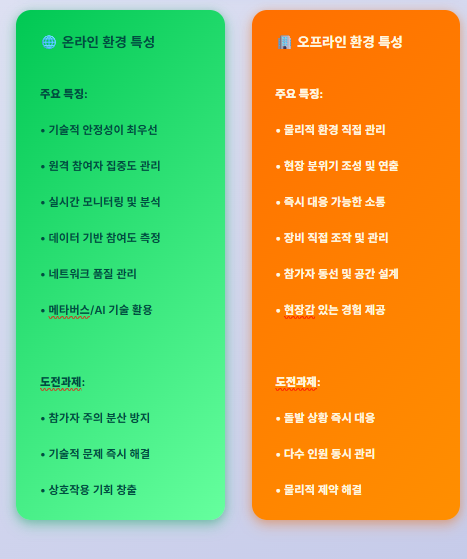 온라인 환경 특성
주요 특징:
• 기술적 안정성이 최우선
• 원격 참여자 집중도 관리
• 실시간 모니터링 및 분석
• 데이터 기반 참여도 측정
• 네트워크 품질 관리
• 메타버스/AI 기술 활용
도전과제:
• 참가자 주의 분산 방지
• 기술적 문제 즉시 해결
• 상호작용 기회 창출
오프라인 환경 특성
주요 특징:
• 물리적 환경 직접 관리
• 현장 분위기 조성 및 연출
• 즉시 대응 가능한 소통
• 장비 직접 조작 및 관리
• 참가자 동선 및 공간 설계
• 현장감 있는 경험 제공
도전과제:
• 돌발 상황 즉시 대응
• 다수 인원 동시 관리
• 물리적 제약 해결